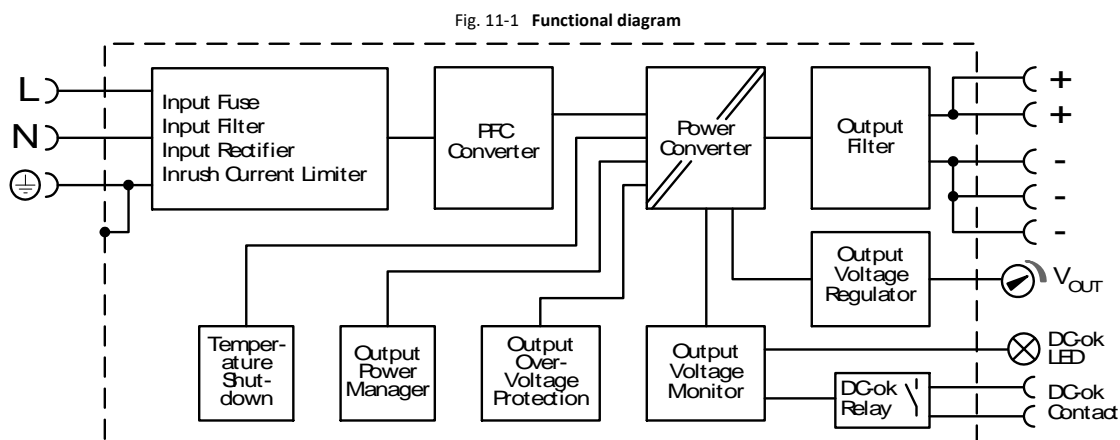 Fig. 11-1 Functional diagram
L
N
Input Fuse
Input Filter
Input Rectifier
Inrush Current Limiter
PFC
Converter
Power
Converter
Output
Filter
+
+
-
-
-
Output
Voltage
Regulator
VOUT
Temper-
ature
Shut-
down
Output
Power
Manager
Output
Over-
Voltage
Protection
Output
Voltage
Monitor
DC-ok
LED
DC-ok
Relay
DC-ok
Contact